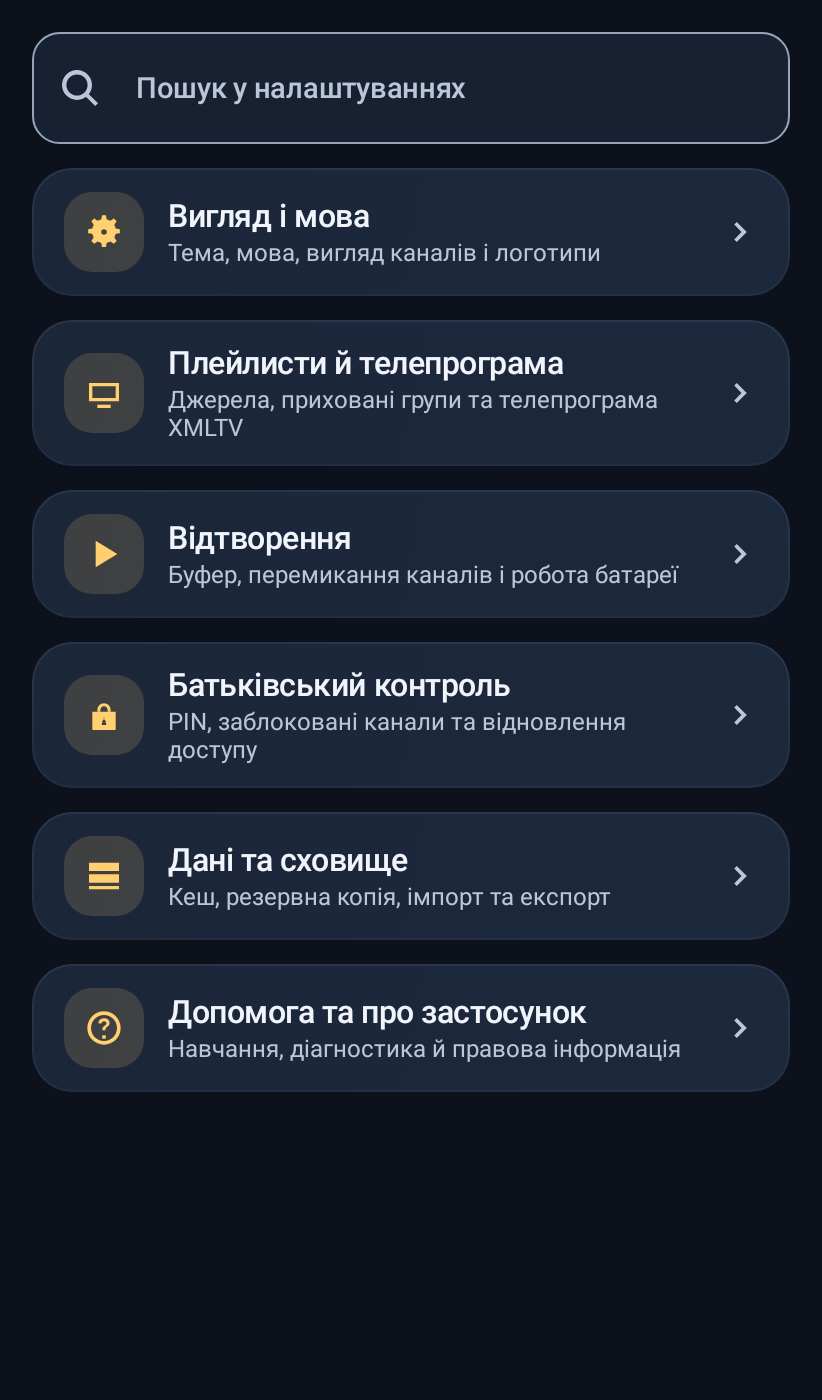 Пошук у налаштуваннях
Вигляд і мова
Тема, мова, вигляд каналів і логотипи
Плейлисти й телепрограма
Джерела, приховані групи та телепрограма
XMLTV
Відтворення
Буфер, перемикання каналів і робота батареї
Батьківський контроль
PIN, заблоковані канали та відновлення
доступу
Дані та сховище
Кеш, резервна копія, імпорт та експорт
Допомога та про застосунок
Навчання, діагностика й правова інформація